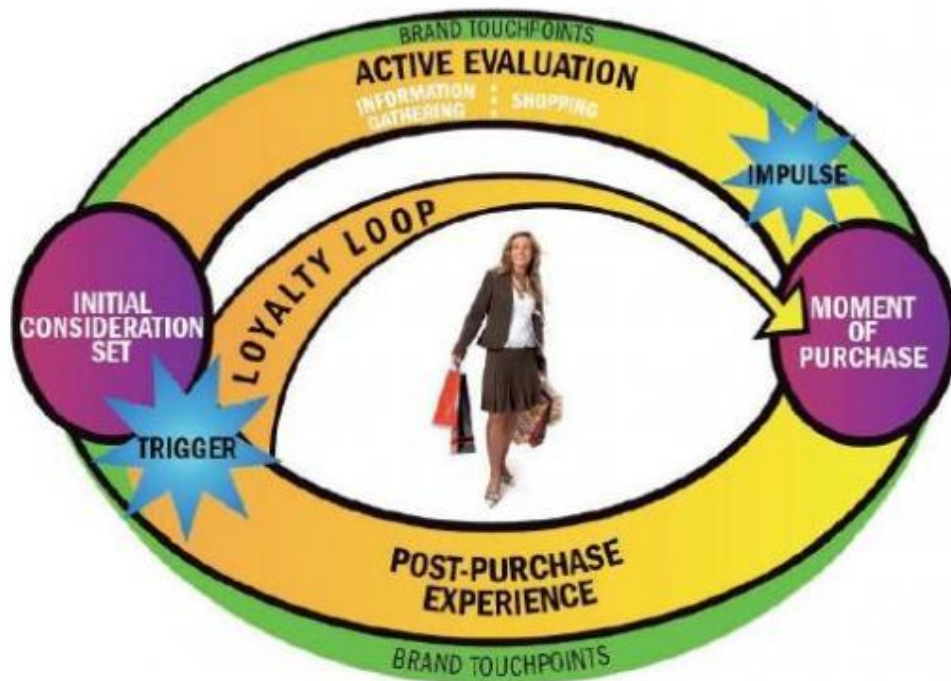 BRAND TOUCHPOINTS
ACTIVE EVALUATION
INFORMATION
GATHERING
SHOPPING
IMPULSE
LOYALTY LOOP
INITIAL
CONSIDERATION
SET
MOMENT
OF
PURCHASE
TRIGGER
POST-PURCHASE
EXPERIENCE
BRAND TOUCHPOINTS